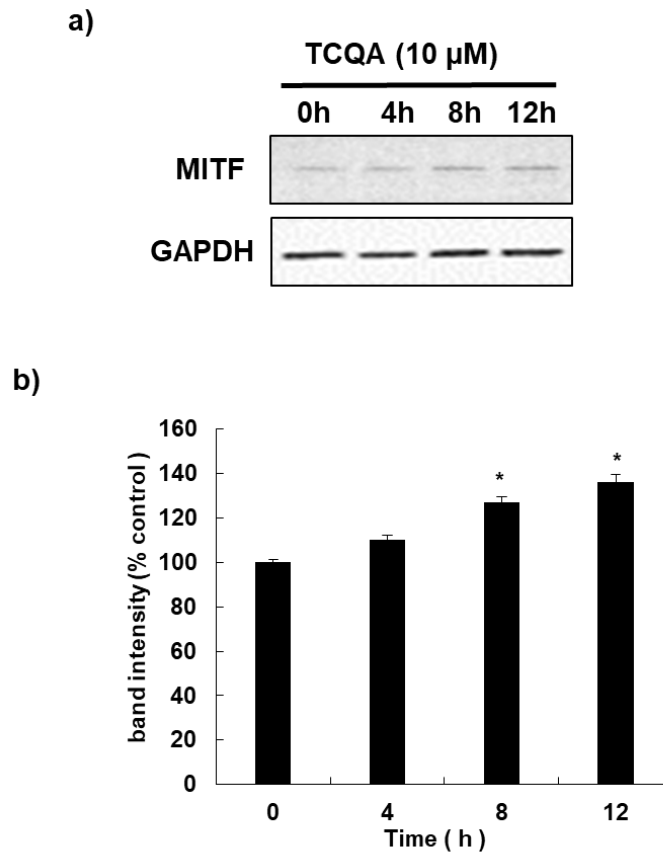 a)
TCQA (10 µM)
0h 4h 8h 12h
MITF
GAPDH
b)
band intensity (% control)
160
140
120
100
80
60
40
20
0
* *
0 4 8 12
Time ( h )